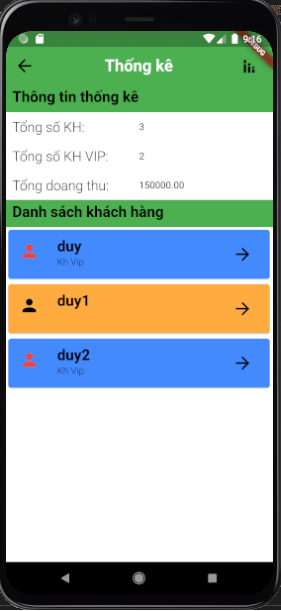 9:16
DEBUG
Thống kê
Thông tin thống kê
Tổng số KH: 3
Tổng số KH VIP: 2
Tổng doang thu: 150000.00
Danh sách khách hàng
duy
Kh Vip
duy1
duy2
Kh Vip